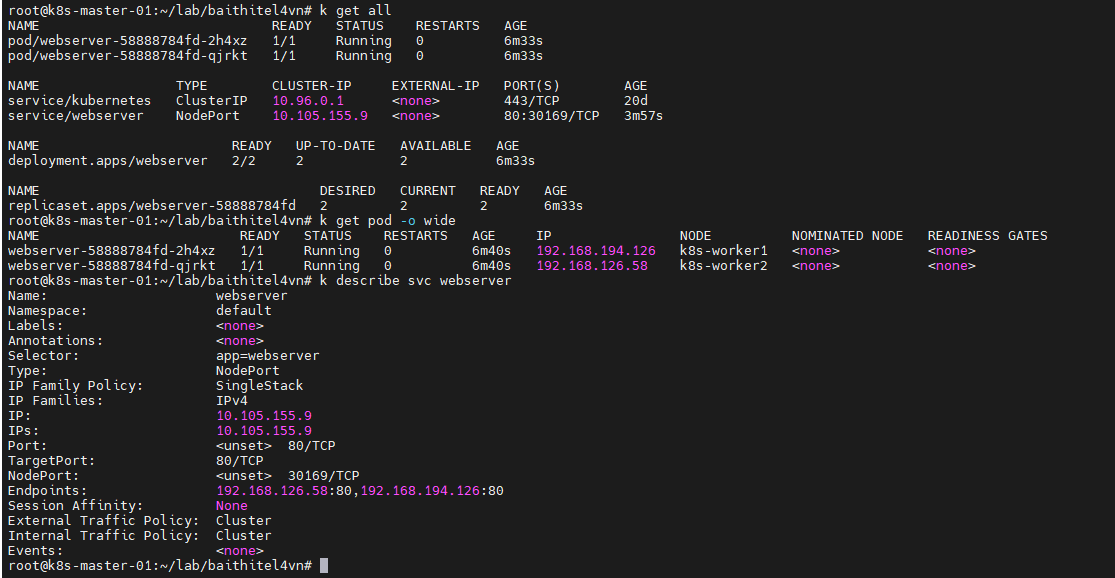 root@k8s-master-01:~/lab/baithitel4vn# k get all
NAME                             READY   STATUS    RESTARTS   AGE
pod/webserver-58888784fd-2h4xz   1/1     Running   0          6m33s
pod/webserver-58888784fd-qjrkt   1/1     Running   0          6m33s
NAME                 TYPE        CLUSTER-IP     EXTERNAL-IP   PORT(S)        AGE
service/kubernetes   ClusterIP   10.96.0.1      <none>        443/TCP        20d
service/webserver    NodePort    10.105.155.9   <none>        80:30169/TCP   3m57s
NAME                        READY   UP-TO-DATE   AVAILABLE   AGE
deployment.apps/webserver   2/2     2            2           6m33s
NAME                                   DESIRED   CURRENT   READY   AGE
replicaset.apps/webserver-58888784fd   2         2         2       6m33s
root@k8s-master-01:~/lab/baithitel4vn# k get pod -o wide
NAME                         READY   STATUS    RESTARTS   AGE     IP                NODE          NOMINATED NODE   READINESS GATES
webserver-58888784fd-2h4xz   1/1     Running   0          6m40s   192.168.194.126   k8s-worker1   <none>           <none>
webserver-58888784fd-qjrkt   1/1     Running   0          6m40s   192.168.126.58    k8s-worker2   <none>           <none>
root@k8s-master-01:~/lab/baithitel4vn# k describe svc webserver
Name:                     webserver
Namespace:                default
Labels:                   <none>
Annotations:              <none>
Selector:                 app=webserver
Type:                     NodePort
IP Family Policy:         SingleStack
IP Families:              IPv4
IP:                       10.105.155.9
IPs:                      10.105.155.9
Port:                     <unset>  80/TCP
TargetPort:               80/TCP
NodePort:                 <unset>  30169/TCP
Endpoints:                192.168.126.58:80,192.168.194.126:80
Session Affinity:         None
External Traffic Policy:  Cluster
Internal Traffic Policy:  Cluster
Events:                   <none>
root@k8s-master-01:~/lab/baithitel4vn#